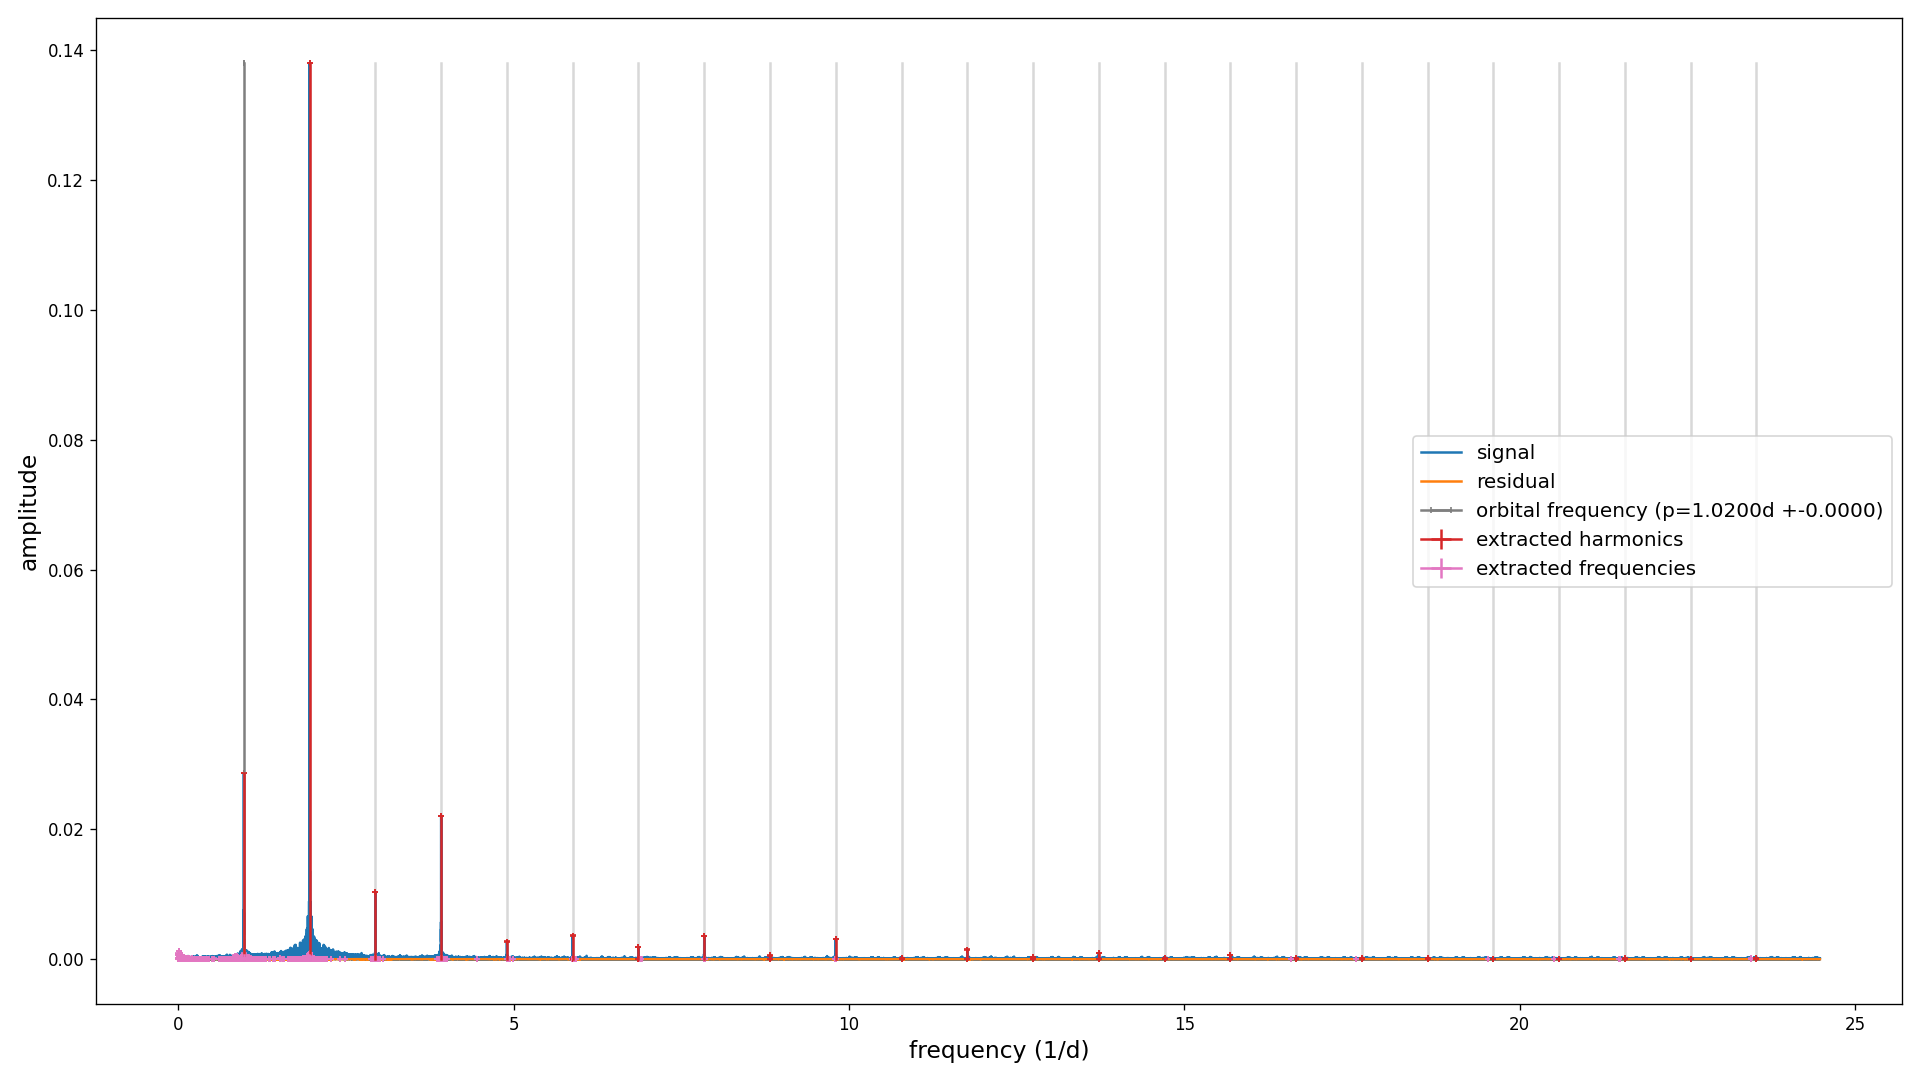 0.14
0.12
0.10
0.08
0.06
0.04
0.02
0.00
amplitude
signal
residual
orbital frequency (p=1.0200d +-0.0000)
extracted harmonics
extracted frequencies
0
5
10
15
20
25
frequency (1/d)